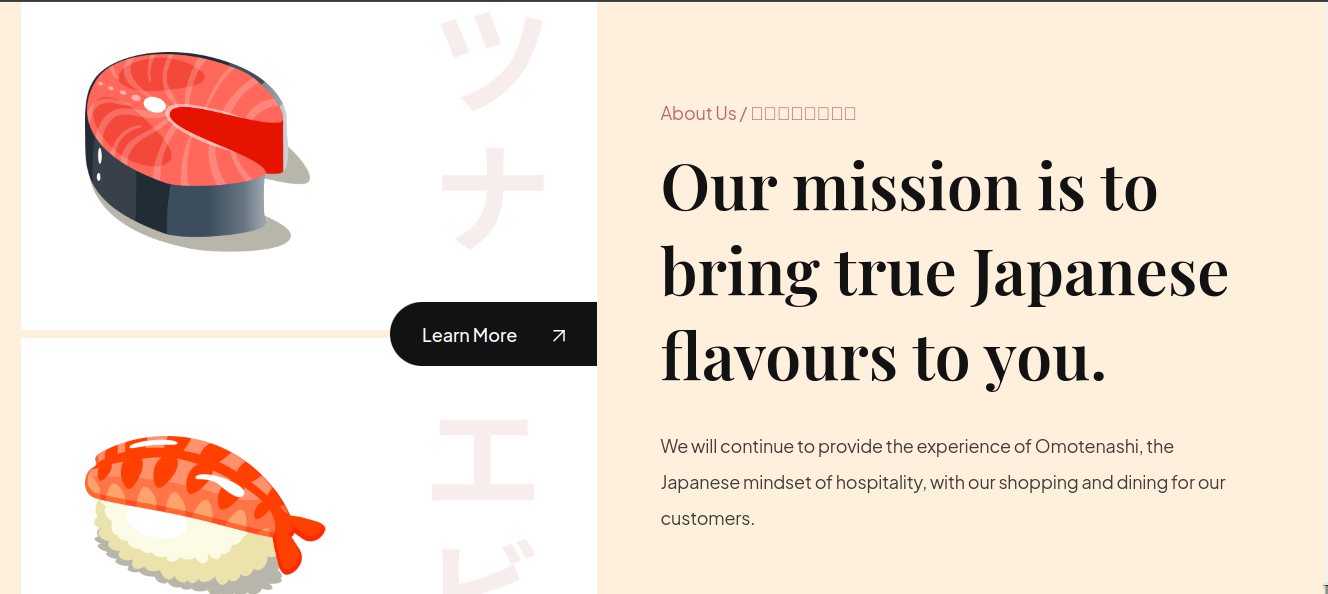 ツナ
Learn More
エビ
About Us / □□□□□□□□
Our mission is to
bring true Japanese
flavours to you.
We will continue to provide the experience of Omotenashi, the
Japanese mindset of hospitality, with our shopping and dining for our
customers.